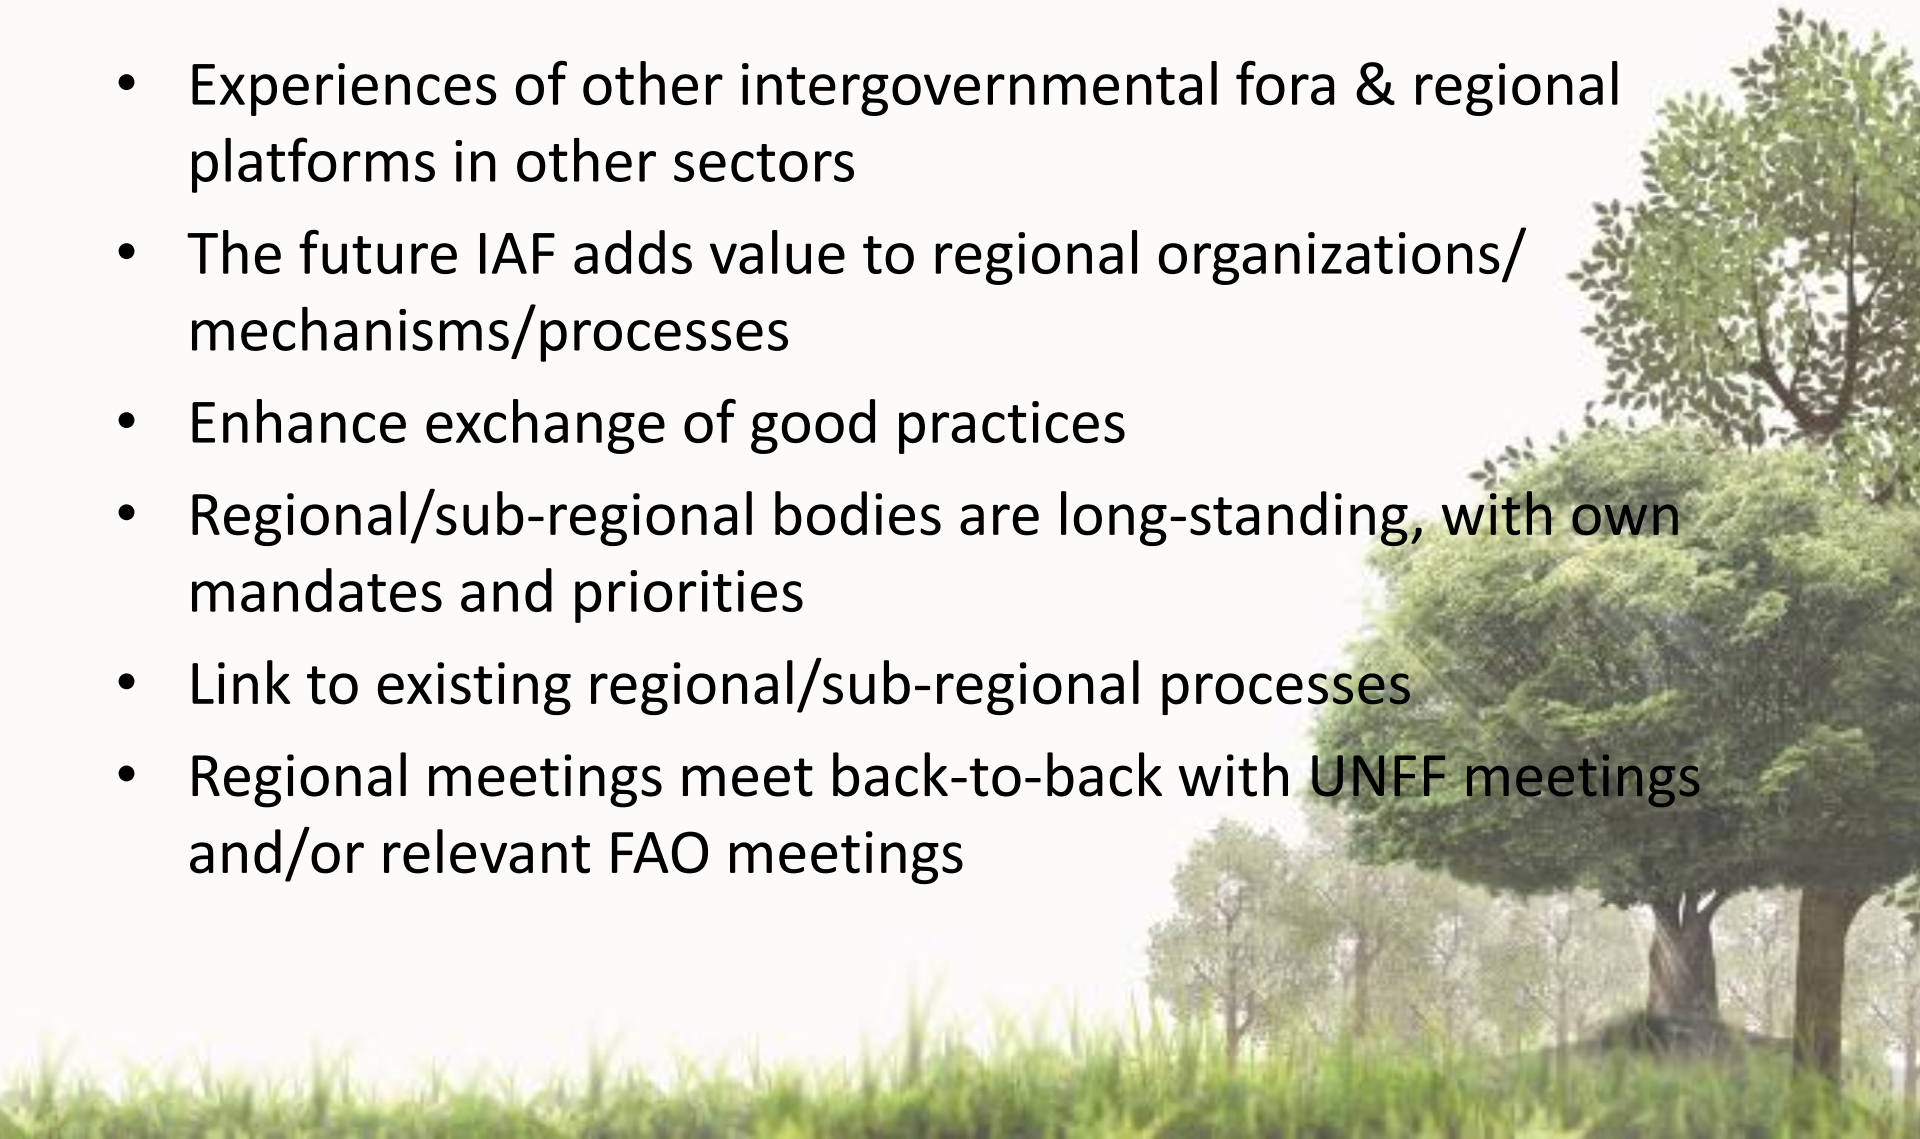 • Experiences of other intergovernmental fora & regional
platforms in other sectors
• The future IAF adds value to regional organizations/
mechanisms/processes
• Enhance exchange of good practices
• Regional/sub-regional bodies are long-standing, with own
mandates and priorities
• Link to existing regional/sub-regional processes
• Regional meetings meet back-to-back with UNFF meetings
and/or relevant FAO meetings